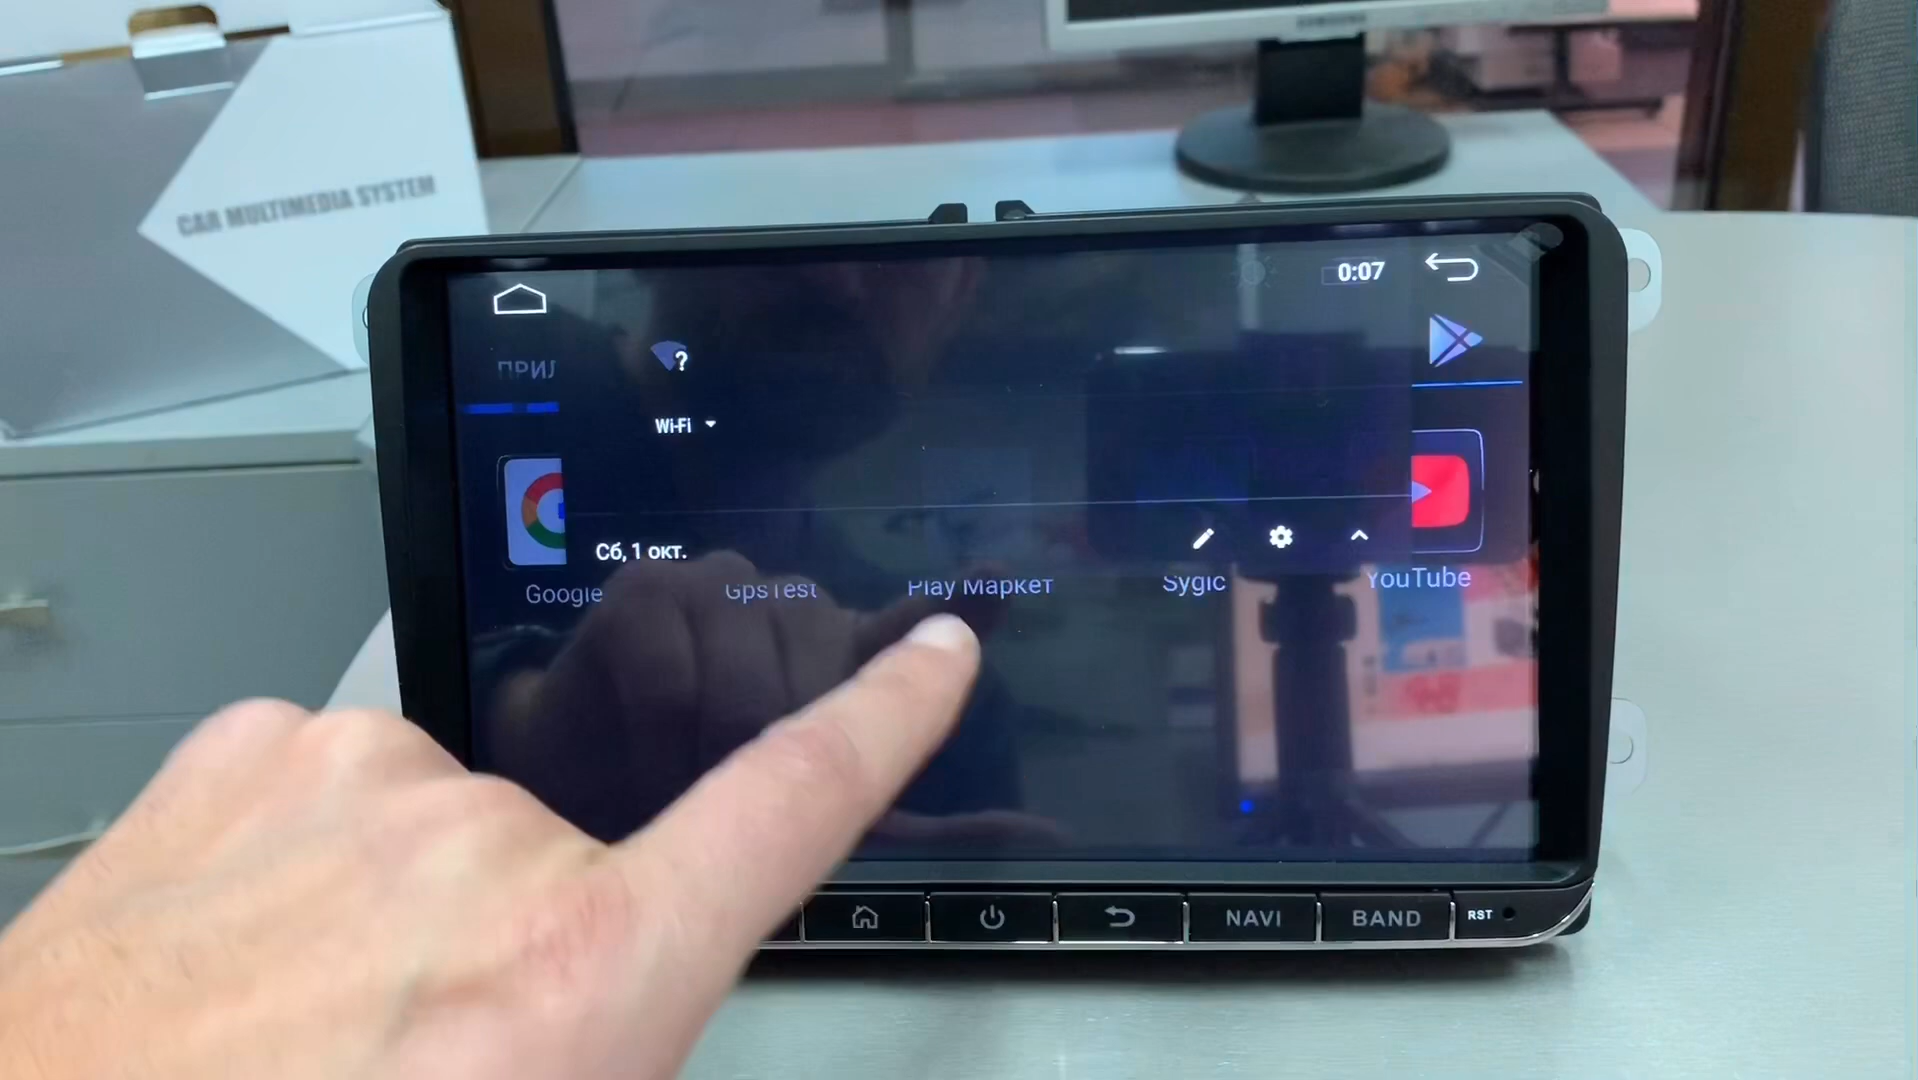 SAMSUNG
CAR MULTIMEDIA SYSTEM
0:07
ПРИЛ
?
Wi-Fi
Сб, 1 окт.
Google
GpsTest
Play Маркет
Sygic
YouTube
NAVI
BAND
RST